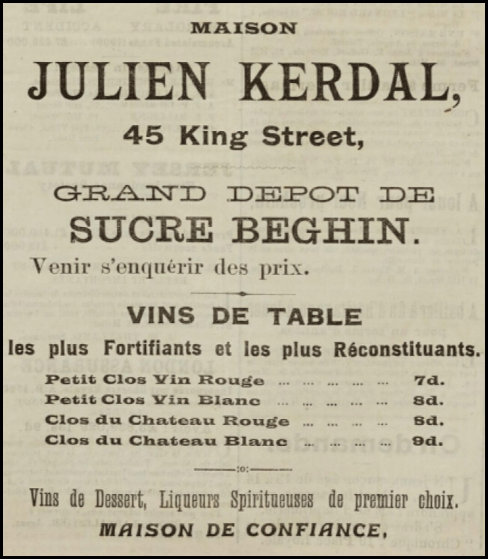 MAISON
JULIEN KERDAL,
45 King Street,
GRAND DEPOT DE
SUCRE BEGHIN.
Venir s'enquérir des prix.
VINS DE TABLE
les plus Fortifiants et les plus Réconstituants.
Petit Clos Vin Rouge ... ... ... ... 7d.
Petit Clos Vin Blanc ... ... ... ... 8d.
Clos du Chateau Rouge ... ... ... ... 8d.
Clos du Chateau Blanc ... ... ... ... 9d.
:o:
Vins de Dessert, Liqueurs Spiritueuses de premier choix.
MAISON DE CONFIANCE,